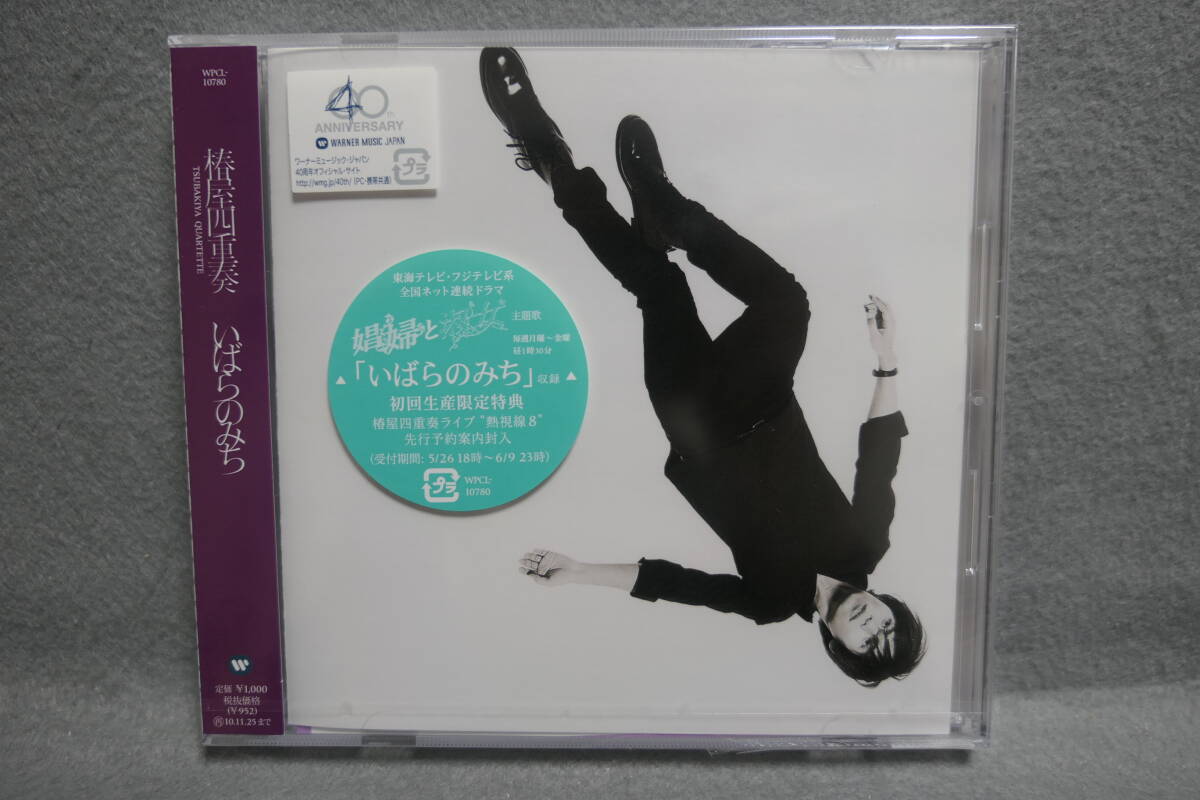 WPCL-
10780
椿屋四重奏
TSUBAKIYA QUARTETTE
いばらのみち
定価 ¥1,000
税抜価格
(¥952)
再 10.11.25まで
40th
ANNIVERSARY
WARNER MUSIC JAPAN
ワーナーミュージック・ジャパン
40周年オフィシャル・サイト
http://wmg.jp/40th/ (PC・携帯共通)
プラ
東海テレビ・フジテレビ系
全国ネット連続ドラマ
娼婦と淑女
主題歌
毎週月曜〜金曜
昼1時30分
▲「いばらのみち」収録▲
初回生産限定特典
椿屋四重奏ライブ "熱視線8"
先行予約案内封入
(受付期間: 5/26 18時〜6/9 23時)
プラ
WPCL-
10780